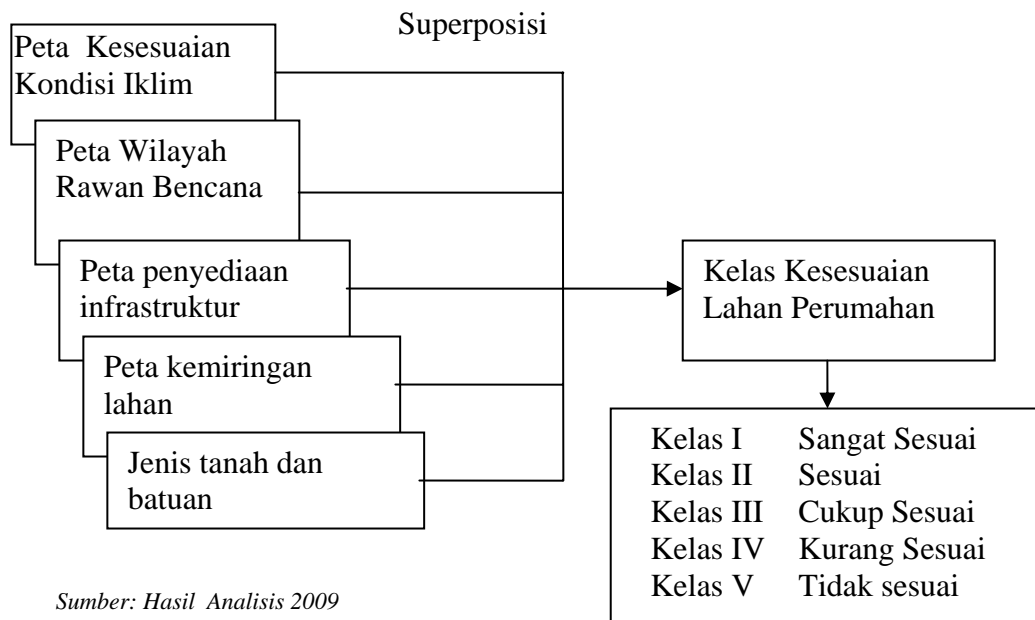 Superposisi
Peta Kesesuaian
Kondisi Iklim
Peta Wilayah
Rawan Bencana
Peta penyediaan
infrastruktur
Peta kemiringan
lahan
Jenis tanah dan
batuan
Kelas Kesesuaian
Lahan Perumahan
Kelas I Sangat Sesuai
Kelas II Sesuai
Kelas III Cukup Sesuai
Kelas IV Kurang Sesuai
Kelas V Tidak sesuai
Sumber: Hasil Analisis 2009